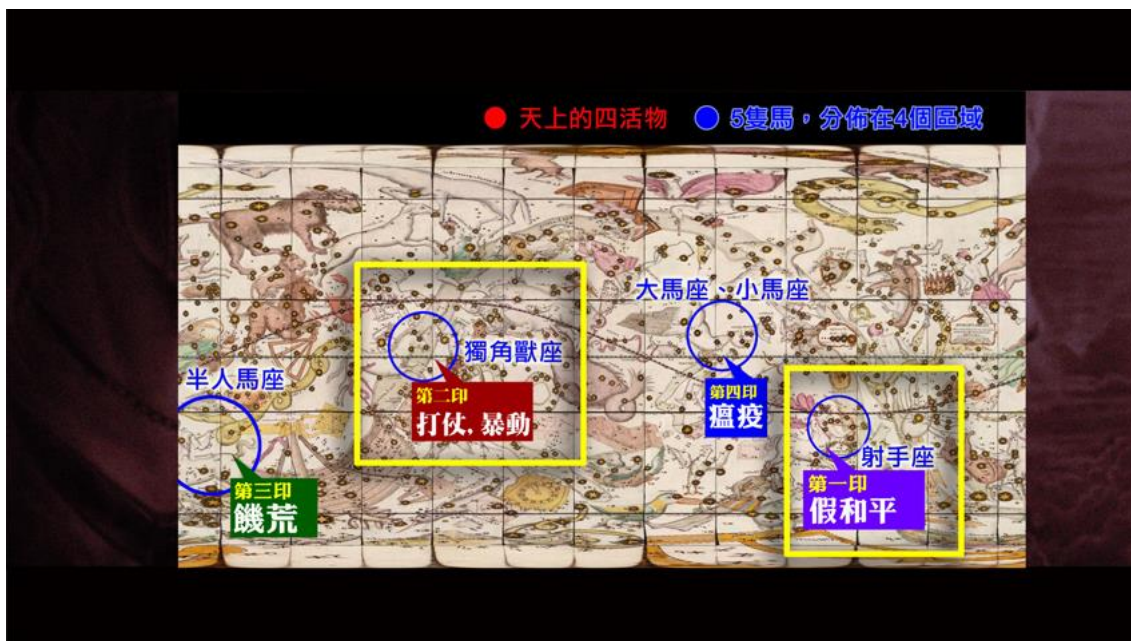 天上的四活物
5隻馬，分佈在4個區域
大馬座、小馬座
獨角獸座
半人馬座
第二印
打仗, 暴動
第四印
瘟疫
射手座
第三印
饑荒
第一印
假和平